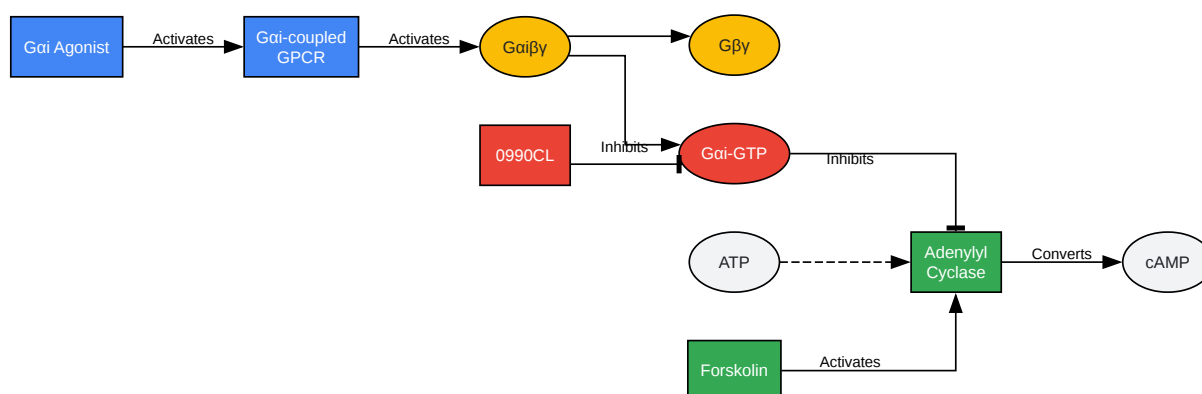 Gαi Agonist
Activates
Gαi-coupled
GPCR
Activates
Gαiβγ
Gβγ
0990CL
Inhibits
Gαi-GTP
Inhibits
ATP
Adenylyl
Cyclase
Converts
cAMP
Forskolin
Activates